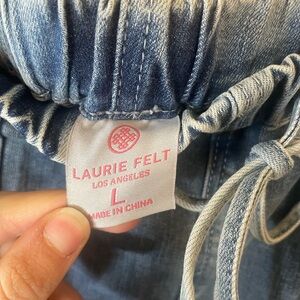 LAURIE FELT
LOS ANGELES
L
MADE IN CHINA